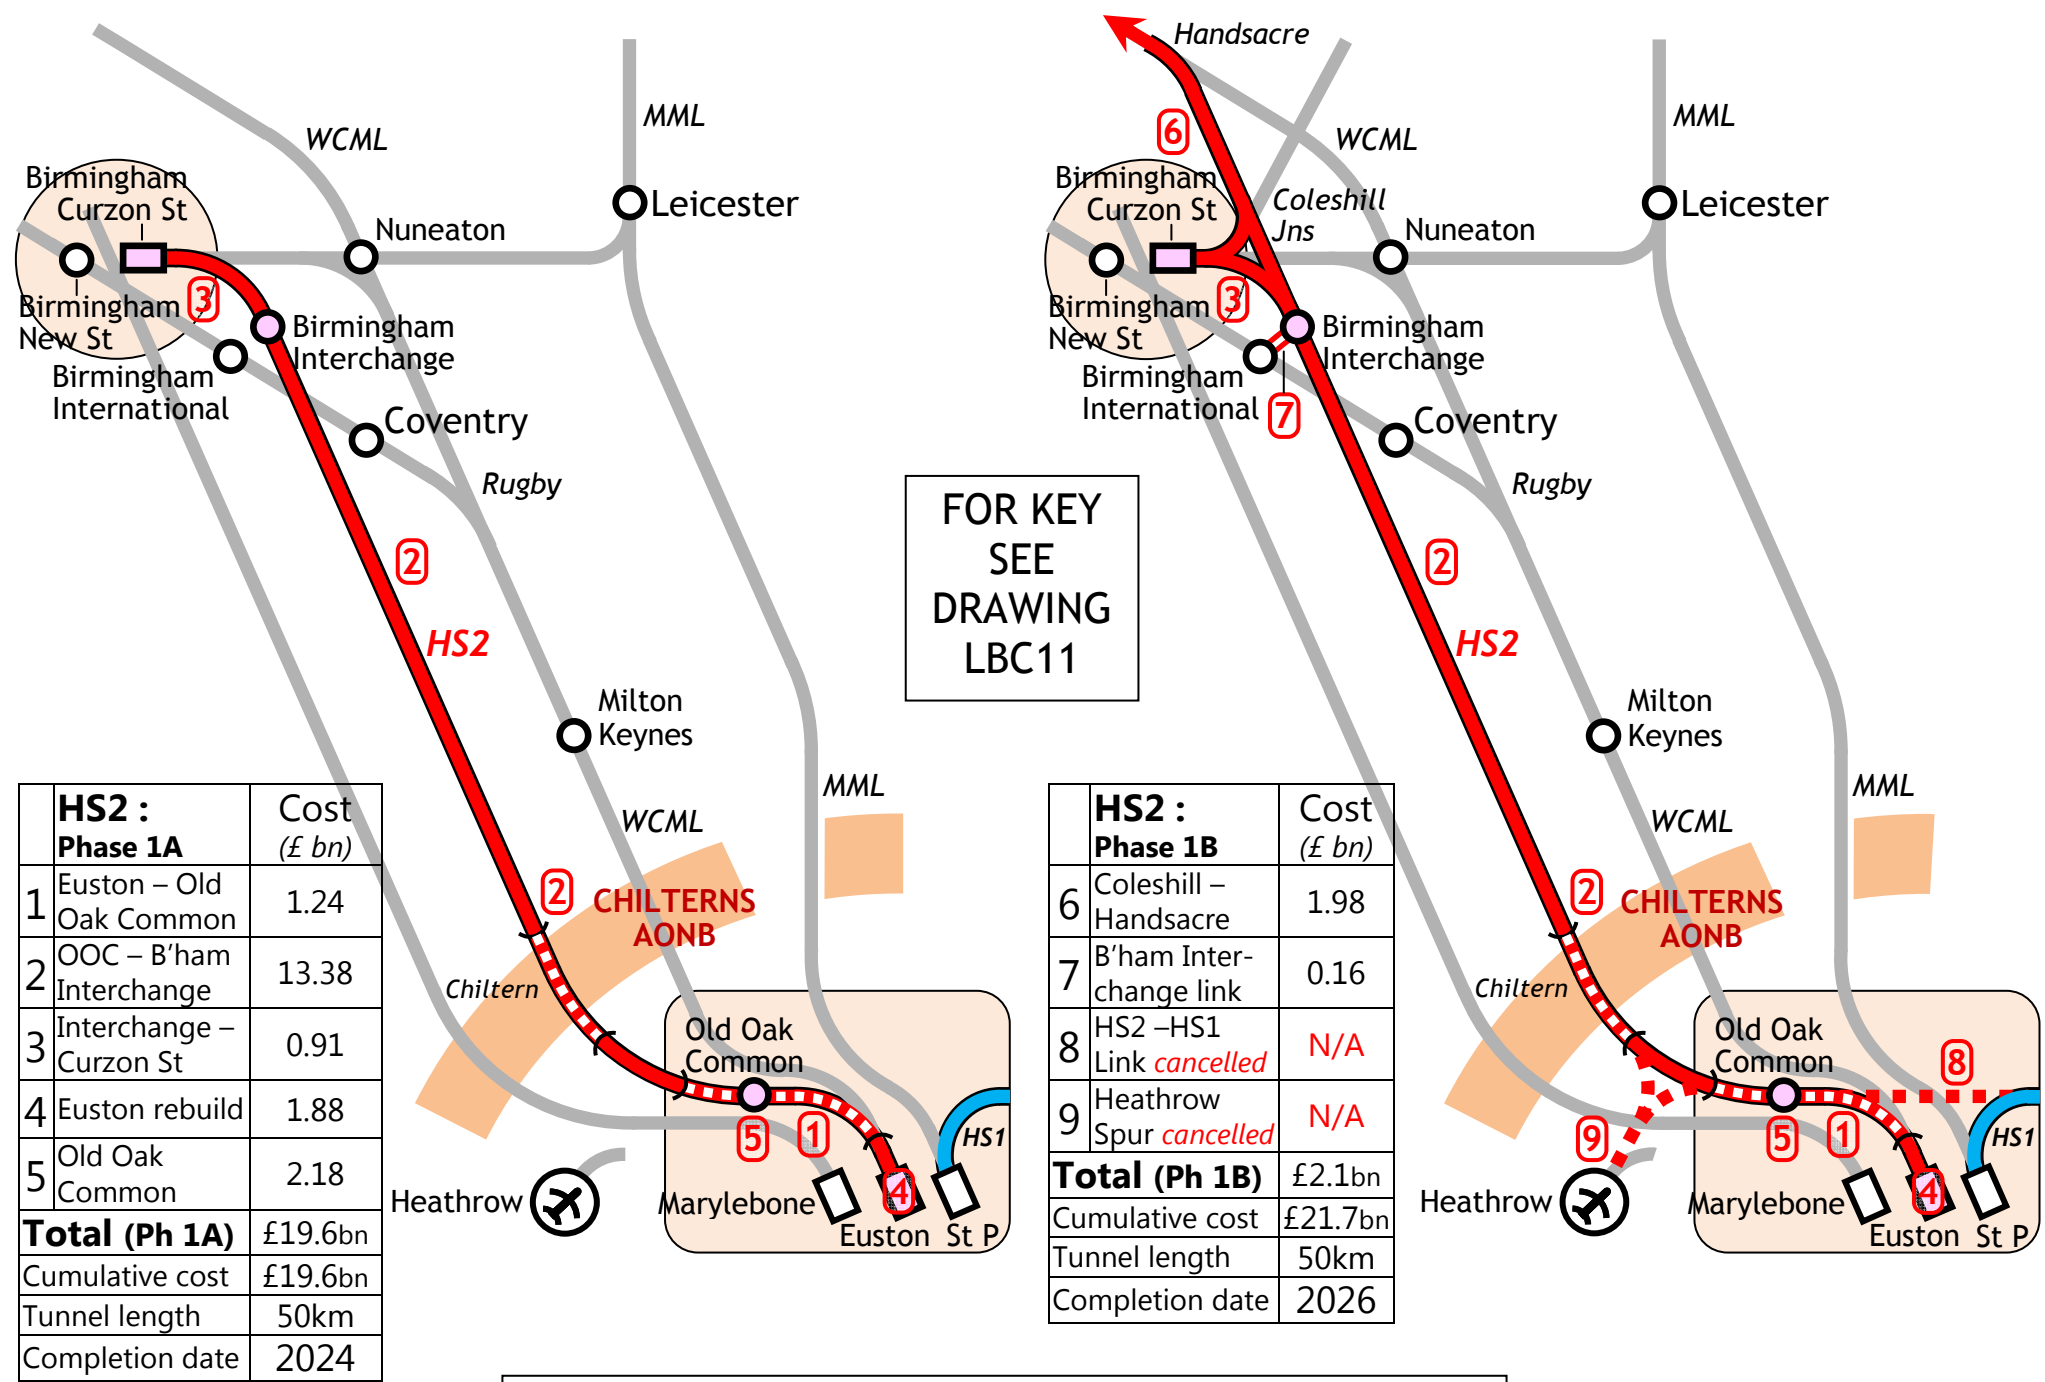 WCML
MML
Birmingham
Curzon St
Nuneaton
Leicester
3
Birmingham
New St
Birmingham
Interchange
Birmingham
International
Coventry
Rugby
2
HS2
Milton
Keynes
MML
WCML
2
CHILTERNS
AONB
Chiltern
Old Oak
Common
5
1
HS1
4
Heathrow
Marylebone
Euston
St P
HS2 : Cost
Phase 1A (£ bn)
1 Euston – Old Oak Common 1.24
2 OOC – B'ham Interchange 13.38
3 Interchange – Curzon St 0.91
4 Euston rebuild 1.88
5 Old Oak Common 2.18
Total (Ph 1A) £19.6bn
Cumulative cost £19.6bn
Tunnel length 50km
Completion date 2024
FOR KEY
SEE
DRAWING
LBC11
Handsacre
6
WCML
MML
Birmingham
Curzon St
Coleshill
Jns
Nuneaton
Leicester
3
Birmingham
New St
Birmingham
Interchange
Birmingham
International
7
Coventry
Rugby
2
HS2
Milton
Keynes
MML
WCML
2
CHILTERNS
AONB
Chiltern
Old Oak
Common
8
9
5
1
HS1
4
Heathrow
Marylebone
Euston
St P
HS2 : Cost
Phase 1B (£ bn)
6 Coleshill – Handsacre 1.98
7 B'ham Inter-change link 0.16
8 HS2 –HS1 Link cancelled N/A
9 Heathrow Spur cancelled N/A
Total (Ph 1B) £2.1bn
Cumulative cost £21.7bn
Tunnel length 50km
Completion date 2026